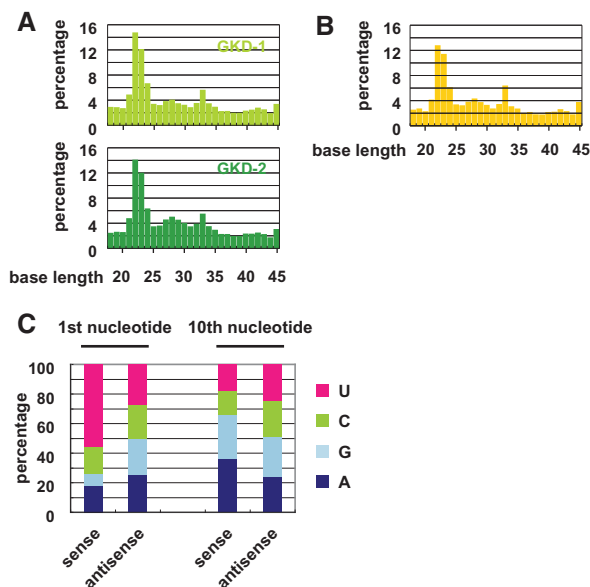 A
percentage
16
12
8
4
0
GKD-1
B
percentage
16
12
8
4
0
base length 20 25 30 35 40 45
percentage
16
12
8
4
0
GKD-2
base length 20 25 30 35 40 45
C
1st nucleotide 10th nucleotide
percentage
100
80
60
40
20
0
U
C
G
A
sense
antisense
sense
antisense